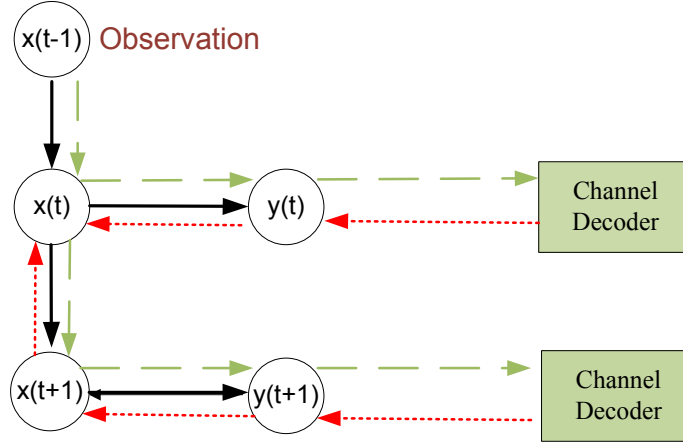 x(t-1) Observation
x(t)
y(t)
Channel
Decoder
x(t+1)
y(t+1)
Channel
Decoder